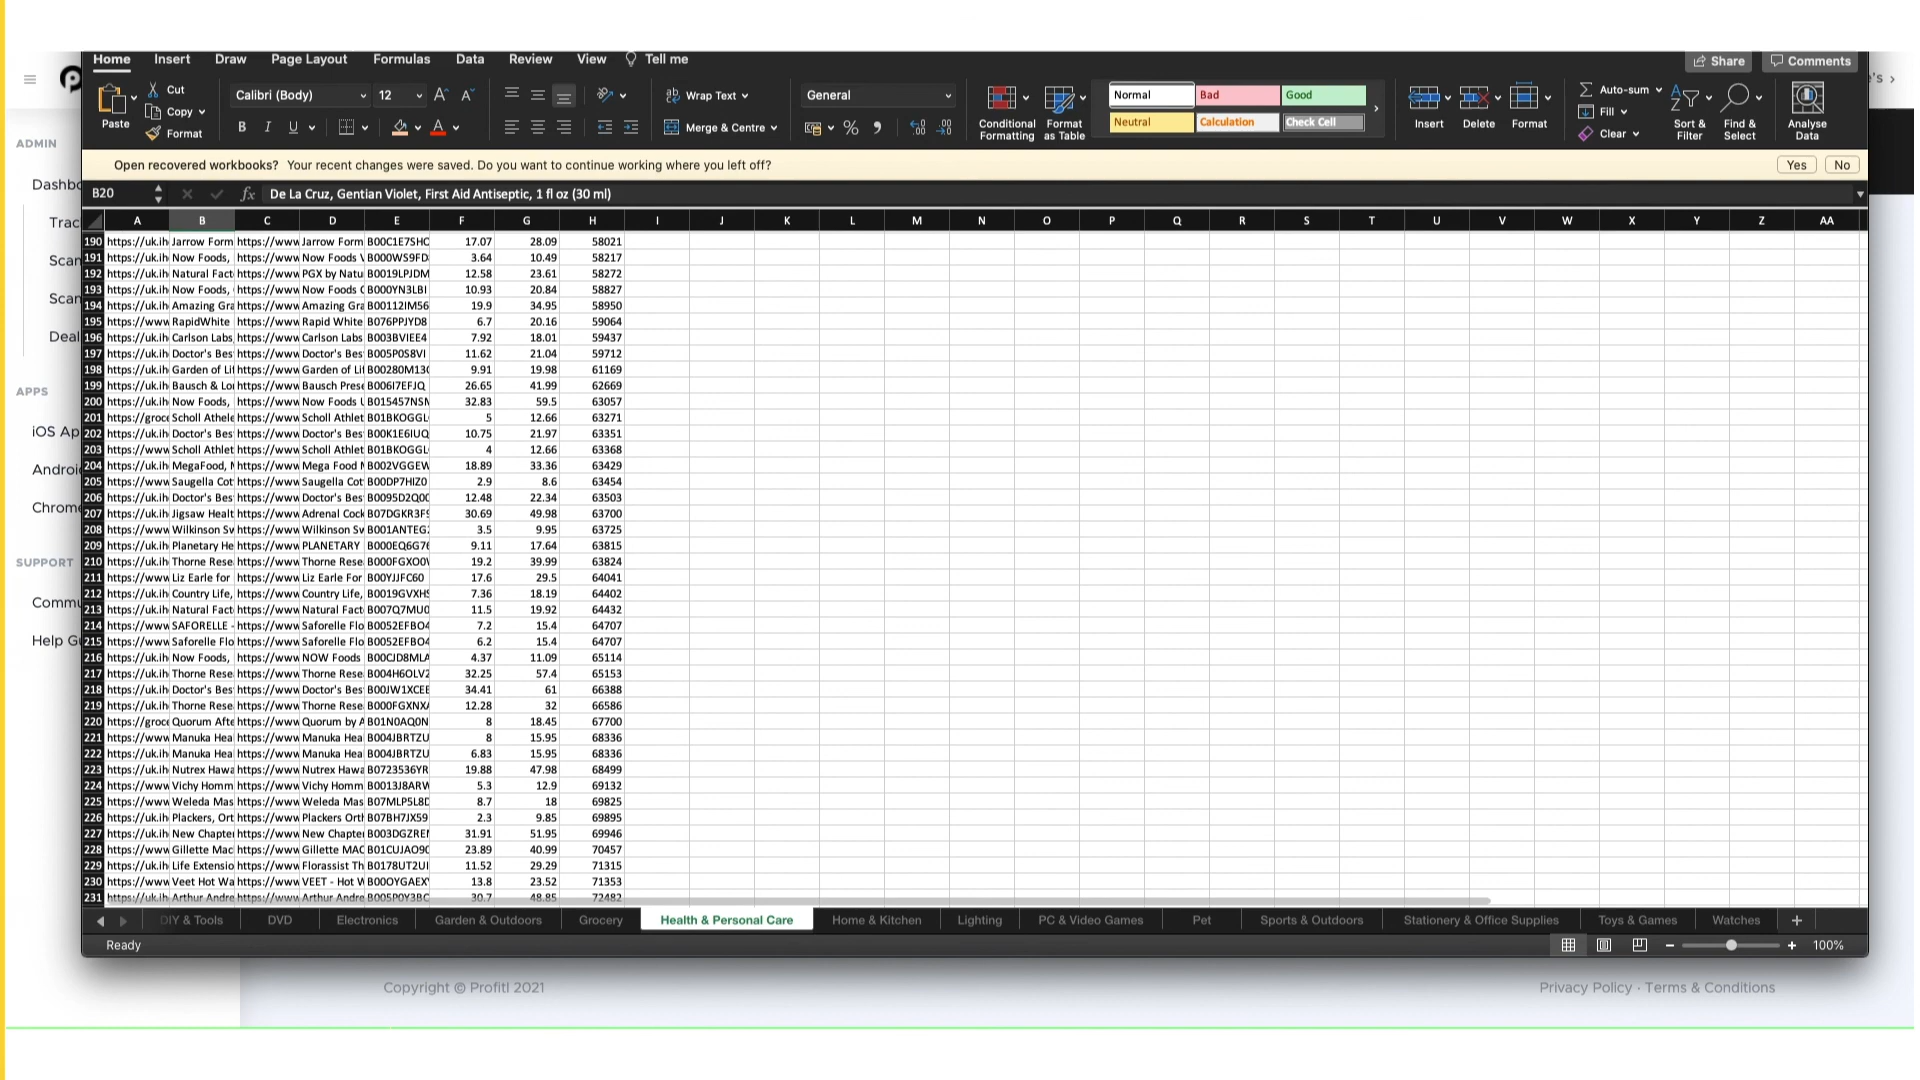 Home Insert Draw Page Layout Formulas Data Review View Tell me Share Comments
Paste Cut Copy Format Calibri (Body) 12 Wrap Text Merge & Centre General Conditional Formatting Format as Table Normal Bad Good Neutral Calculation Check Cell Insert Delete Format Auto-sum Fill Clear Sort & Filter Find & Select Analyse Data
Open recovered workbooks? Your recent changes were saved. Do you want to continue working where you left off? Yes No
B20 fx De La Cruz, Gentian Violet, First Aid Antiseptic, 1 fl oz (30 ml)
A B C D E F G H I J K L M N O P Q R S T U V W X Y Z AA
190 https://uk.ih Jarrow Form https://www Jarrow Form B00C1E7SHC 17.07 28.09 58021
191 https://uk.ih Now Foods, https://www Now Foods V B000WS9FD 3.64 10.49 58217
192 https://uk.ih Natural Fact https://www PGX by Natu B0019LPJDM 12.58 23.61 58272
193 https://uk.ih Now Foods, https://www Now Foods B000YN3LBI 10.93 20.84 58827
194 https://uk.ih Amazing Gra https://www Amazing Gra B00112IM56 19.9 34.95 58950
195 https://www RapidWhite https://www Rapid White B076PPJYD8 6.7 20.16 59064
196 https://uk.ih Carlson Labs https://www Carlson Labs B003BVIEE4 7.92 18.01 59437
197 https://uk.ih Doctor's Bes https://www Doctor's Bes B005P0S8VI 11.62 21.04 59712
198 https://uk.ih Garden of Li https://www Garden of Li B00280M13 9.91 19.98 61169
199 https://uk.ih Bausch & Lo https://www Bausch Prese B006I7EFJQ 26.65 41.99 62669
200 https://uk.ih Now Foods, https://www Now Foods B015457NS 32.83 59.5 63057
201 https://groc Scholl Athele https://www Scholl Athlet B01BKOGGL 5 12.66 63271
202 https://uk.ih Doctor's Bes https://www Doctor's Bes B00K1E6IUQ 10.75 21.97 63351
203 https://www Scholl Athlet https://www Scholl Athlet B01BKOGGL 4 12.66 63368
204 https://uk.ih MegaFood, https://www Mega Food B002VGGEW 18.89 33.36 63429
205 https://www Saugella Cot https://www Saugella Cot B00DP7HIZ0 2.9 8.6 63454
206 https://uk.ih Doctor's Bes https://www Doctor's Bes B0095D2Q0 12.48 22.34 63503
207 https://uk.ih Jigsaw Healt https://www Adrenal Cock B07DGKR3F 30.69 49.98 63700
208 https://www Wilkinson Sv https://www Wilkinson Sv B001ANTEG 3.5 9.95 63725
209 https://uk.ih Planetary He https://www PLANETARY B000EQ6G7 9.11 17.64 63815
210 https://uk.ih Thorne Rese https://www Thorne Rese B000FGXO0 19.2 39.99 63824
211 https://www Liz Earle for https://www Liz Earle For B00YJJFC60 17.6 29.5 64041
212 https://uk.ih Country Life, https://www Country Life, B0019GVXH 7.36 18.19 64402
213 https://uk.ih Natural Fact https://www Natural Fact B007Q7MU0 11.5 19.92 64432
214 https://www SAFORELLE - https://www Saforelle Flo B0052EFBO4 7.2 15.4 64707
215 https://www Saforelle Flo https://www Saforelle Flo B0052EFBO4 6.2 15.4 64707
216 https://uk.ih Now Foods, https://www NOW Foods B00CJD8MLA 4.37 11.09 65114
217 https://uk.ih Thorne Rese https://www Thorne Rese B004H6OLV2 32.25 57.4 65153
218 https://uk.ih Doctor's Bes https://www Doctor's Bes B00JW1XCEE 34.41 61 66388
219 https://uk.ih Thorne Rese https://www Thorne Rese B000FGXNX 12.28 32 66586
220 https://groc Quorum Afte https://www Quorum by A B01N0AQ0N 8 18.45 67700
221 https://www Manuka Hea https://www Manuka Hea B004JBRTZU 8 15.95 68336
222 https://uk.ih Manuka Hea https://www Manuka Hea B004JBRTZU 6.83 15.95 68336
223 https://uk.ih Nutrex Hawa https://www Nutrex Hawa B0723536YR 19.88 47.98 68499
224 https://www Vichy Homm https://www Vichy Homm B0013J8ARW 5.3 12.9 69132
225 https://www Weleda Mas https://www Weleda Mas B07MLP5L8 8.7 18 69825
226 https://uk.ih Plackers, Ort https://www Plackers Orth B07BH7JX59 2.3 9.85 69895
227 https://uk.ih New Chapte https://www New Chapte B003DGZRE 31.91 51.95 69946
228 https://www Gillette Mac https://www Gillette MAC B01CUJAO9 23.89 40.99 70457
229 https://uk.ih Life Extensio https://www Florassist Th B0178UT2UI 11.52 29.29 71315
230 https://www Veet Hot Wa https://www VEET - Hot W B00OYGAEX 13.8 23.52 71353
231 https://uk.ih Arthur Andre https://www Arthur Andre B005P0Y3BC 30.7 48.85 72482
DIY & Tools DVD Electronics Garden & Outdoors Grocery Health & Personal Care Home & Kitchen Lighting PC & Video Games Pet Sports & Outdoors Stationery & Office Supplies Toys & Games Watches
Ready 100%
ADMIN
Dashbo
Trac
Scan
Scan
Deal
APPS
iOS Ap
Androi
Chrome
SUPPORT
Commu
Help Gu
Copyright © Profitl 2021 Privacy Policy · Terms & Conditions